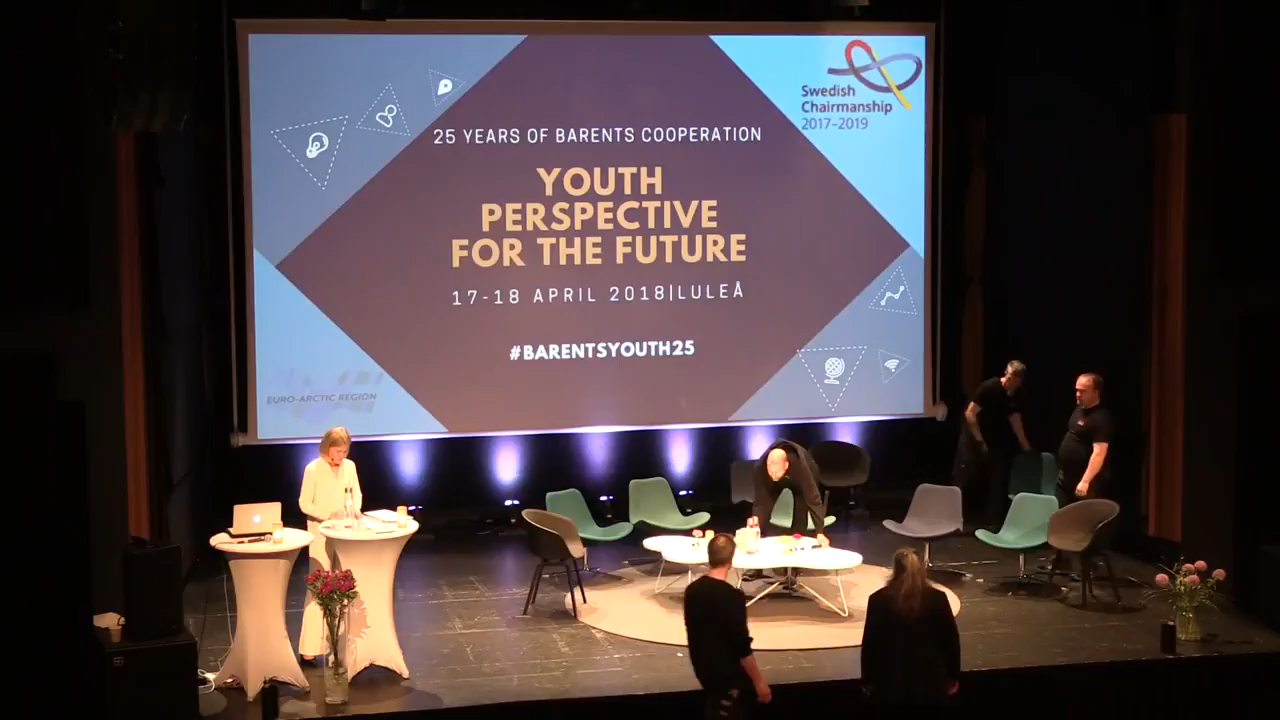 Swedish
Chairmanship
2017–2019
25 YEARS OF BARENTS COOPERATION
YOUTH
PERSPECTIVE
FOR THE FUTURE
17-18 APRIL 2018|LULEÅ
#BARENTSYOUTH25
EURO-ARCTIC REGION